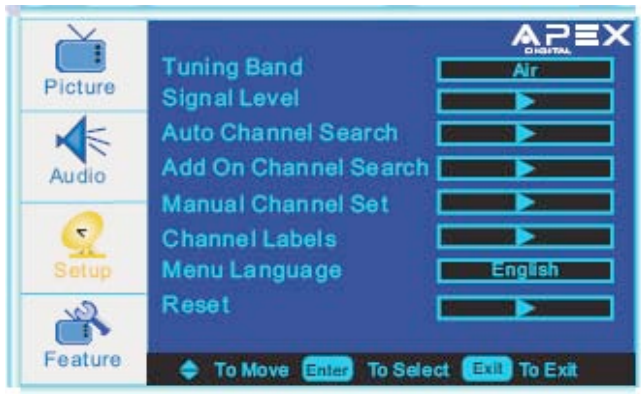 APEX
DIGITAL
Picture
Audio
Setup
Feature
Tuning Band Air
Signal Level
Auto Channel Search
Add On Channel Search
Manual Channel Set
Channel Labels
Menu Language English
Reset
To Move Enter To Select Exit To Exit